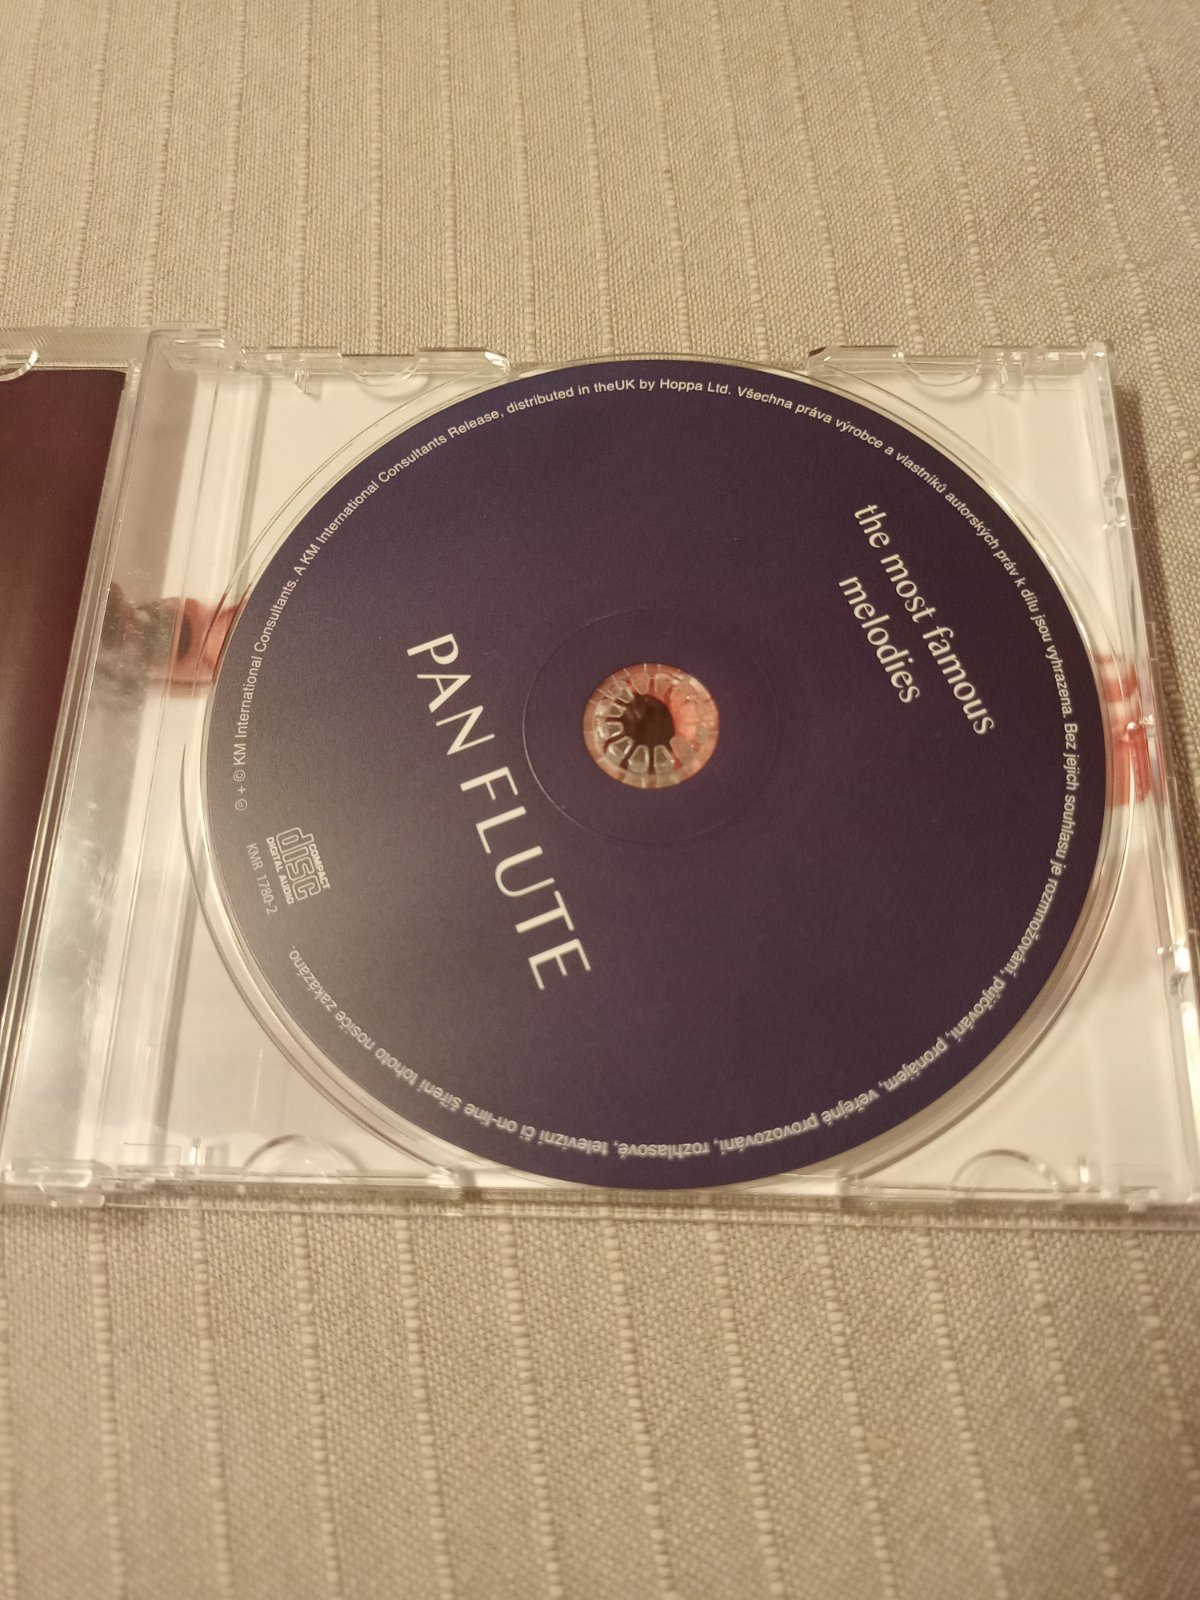 the most famous
melodies
PAN FLUTE
COMPACT
disc
DIGITAL AUDIO
KMR 1780-2
℗ + © KM International Consultants. A KM International Consultants Release, distributed in theUK by Hoppa Ltd. Všechna práva výrobce a vlastníků autorských práv k dílu jsou vyhrazena. Bez jejich souhlasu je rozmnožování, půjčování, pronájem, veřejné provozování, rozhlasové, televizní či on-line šíření tohoto nosiče zakázáno.